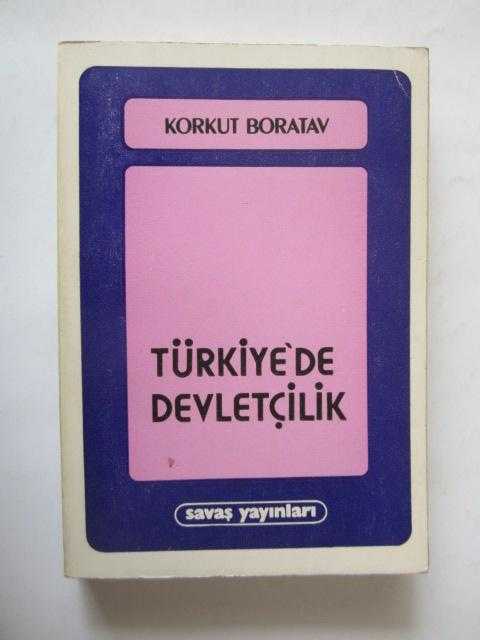 KORKUT BORATAV
TÜRKİYE'DE
DEVLETÇİLİK
savaş yayınları